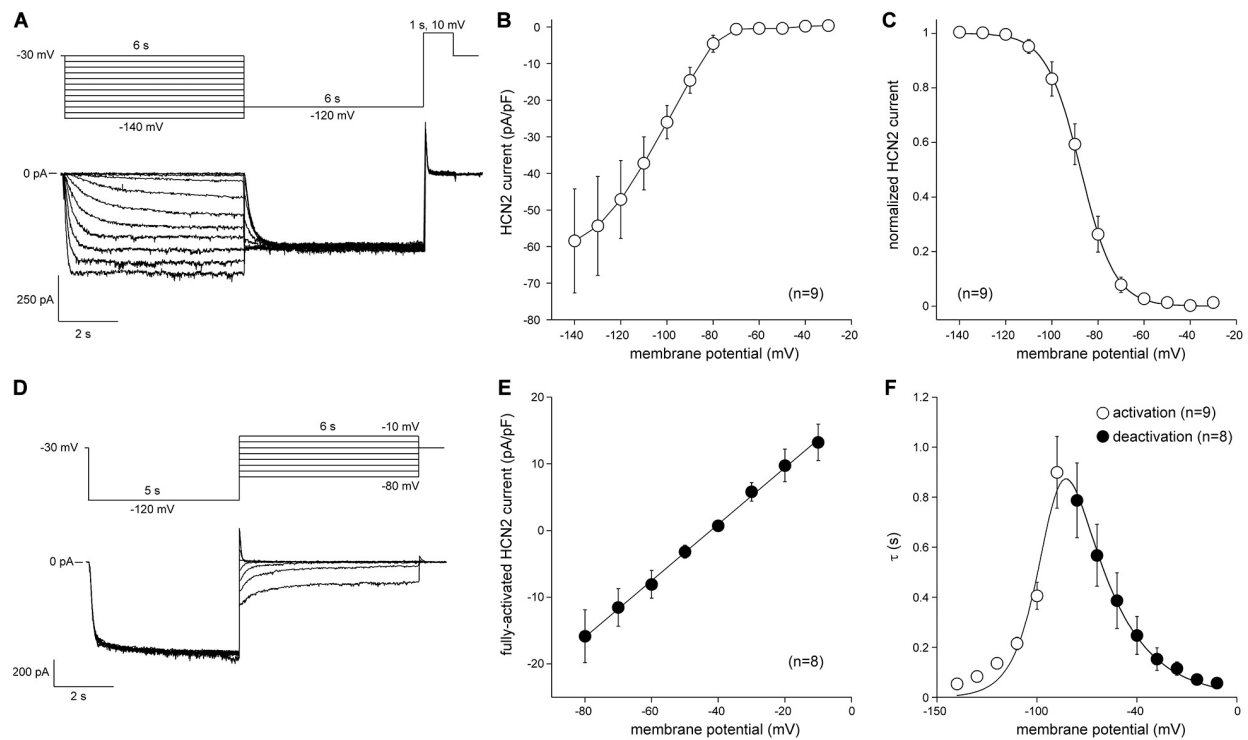 A
6 s
1 s, 10 mV
-30 mV
6 s
-120 mV
-140 mV
0 pA
250 pA
2 s
B
HCN2 current (pA/pF)
0
-10
-20
-30
-40
-50
-60
-70
-80
(n=9)
-140 -120 -100 -80 -60 -40 -20
membrane potential (mV)
C
normalized HCN2 current
1
0.8
0.6
0.4
0.2
0
(n=9)
-140 -120 -100 -80 -60 -40 -20
membrane potential (mV)
D
6 s
-10 mV
-30 mV
5 s
-80 mV
-120 mV
0 pA
200 pA
2 s
E
fully-activated HCN2 current (pA/pF)
20
10
0
-10
-20
(n=8)
-80 -60 -40 -20 0
membrane potential (mV)
F
τ (s)
1.2
1.0
0.8
0.6
0.4
0.2
0
activation (n=9)
deactivation (n=8)
-150 -100 -40 0
membrane potential (mV)